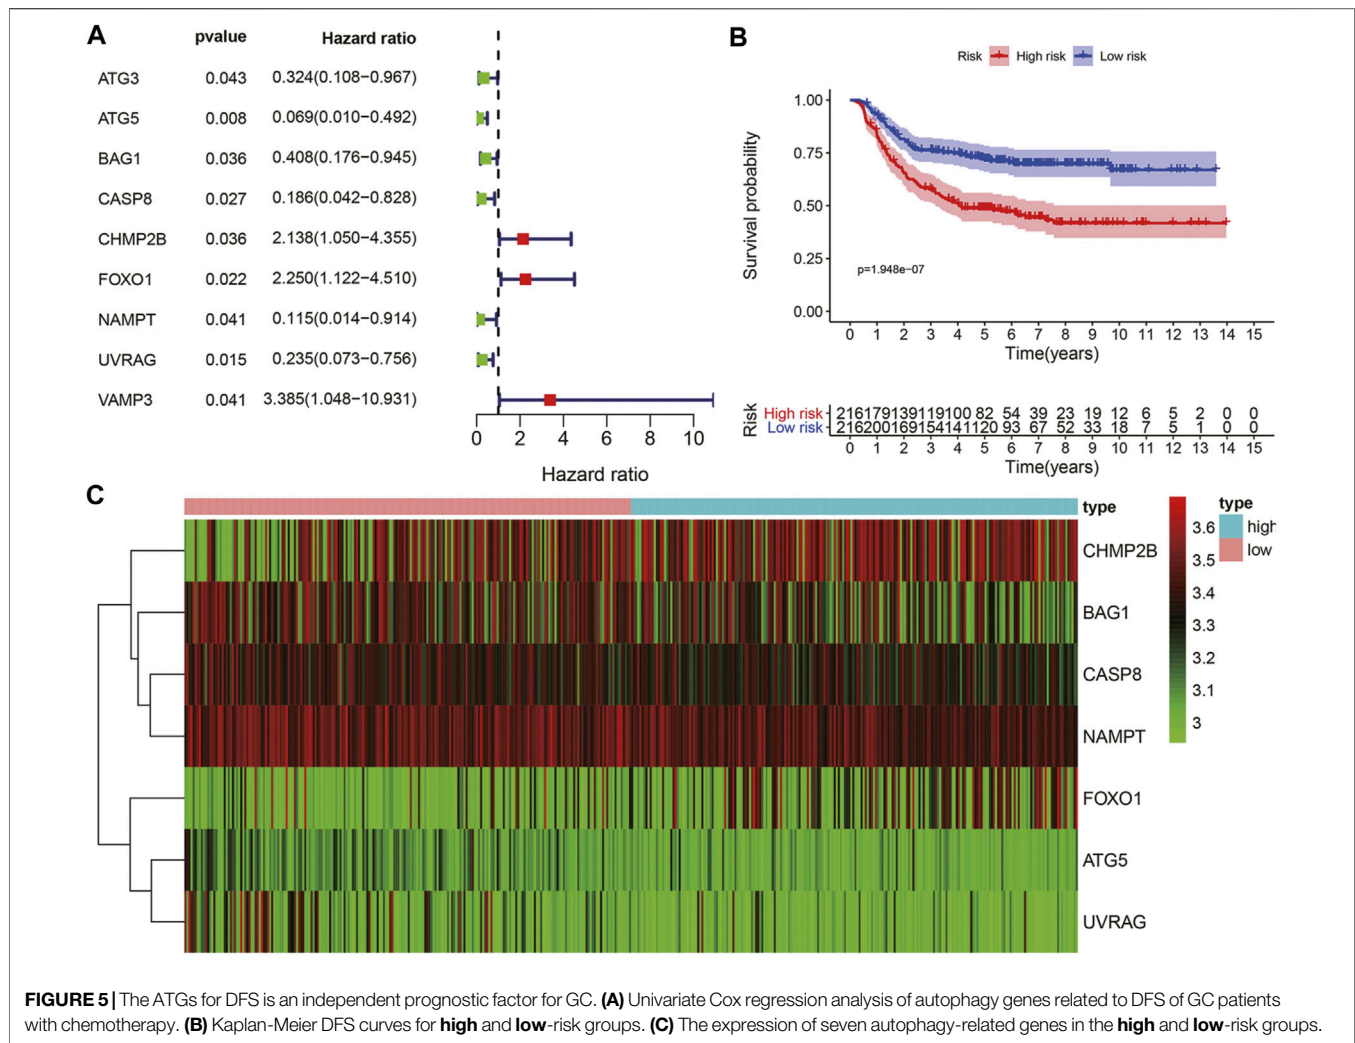 A
pvalue Hazard ratio
ATG3 0.043 0.324(0.108−0.967)
ATG5 0.008 0.069(0.010−0.492)
BAG1 0.036 0.408(0.176−0.945)
CASP8 0.027 0.186(0.042−0.828)
CHMP2B 0.036 2.138(1.050−4.355)
FOXO1 0.022 2.250(1.122−4.510)
NAMPT 0.041 0.115(0.014−0.914)
UVRAG 0.015 0.235(0.073−0.756)
VAMP3 0.041 3.385(1.048−10.931)
0 2 4 6 8 10
Hazard ratio
B
Risk High risk Low risk
Survival probability
1.00
0.75
0.50
0.25
0.00
p=1.948e−07
0 1 2 3 4 5 6 7 8 9 10 11 12 13 14 15
Time(years)
Risk
High risk 216 179 139 119 100 82 54 39 23 19 12 6 5 2 0 0
Low risk 216 200 169 154 141 120 93 67 52 33 18 7 5 1 0 0
0 1 2 3 4 5 6 7 8 9 10 11 12 13 14 15
Time(years)
C
type
CHMP2B
BAG1
CASP8
NAMPT
FOXO1
ATG5
UVRAG
3.6
3.5
3.4
3.3
3.2
3.1
3
type
high
low
FIGURE 5 | The ATGs for DFS is an independent prognostic factor for GC. (A) Univariate Cox regression analysis of autophagy genes related to DFS of GC patients
with chemotherapy. (B) Kaplan-Meier DFS curves for high and low-risk groups. (C) The expression of seven autophagy-related genes in the high and low-risk groups.